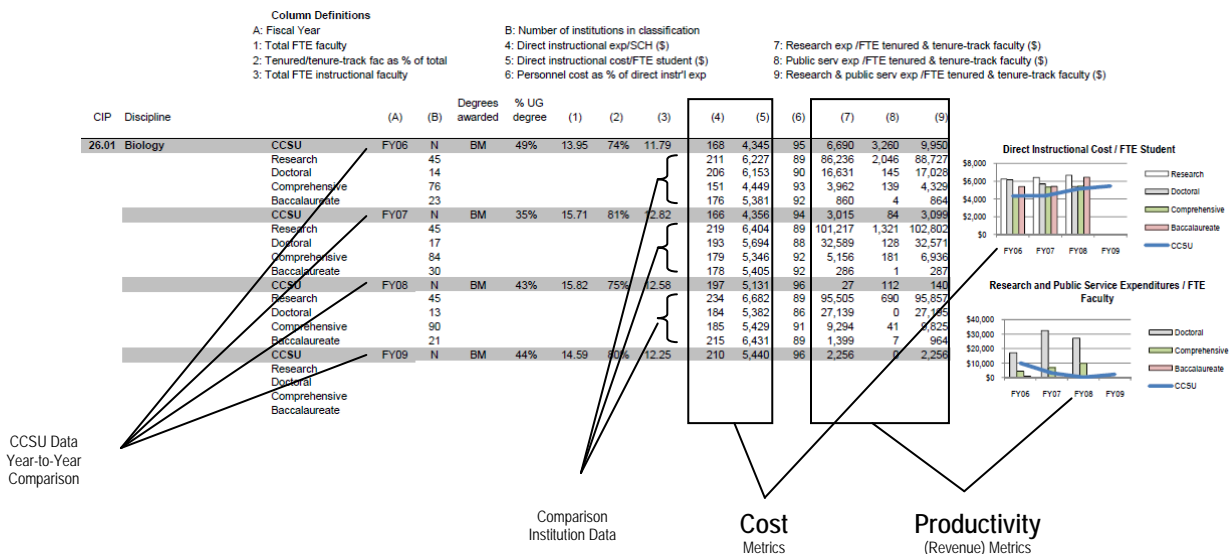 Column Definitions
A: Fiscal Year B: Number of institutions in classification
1: Total FTE faculty 4: Direct instructional exp/SCH ($) 7: Research exp /FTE tenured & tenure-track faculty ($)
2: Tenured/tenure-track fac as % of total 5: Direct instructional cost/FTE student ($) 8: Public serv exp /FTE tenured & tenure-track faculty ($)
3: Total FTE instructional faculty 6: Personnel cost as % of direct instr'l exp 9: Research & public serv exp /FTE tenured & tenure-track faculty ($)
CIP Discipline (A) (B) Degrees awarded % UG degree (1) (2) (3) (4) (5) (6) (7) (8) (9)
26.01 Biology CCSU FY06 N BM 49% 13.95 74% 11.79 168 4,345 95 6,690 3,260 9,950
Research 45 211 6,227 89 86,236 2,046 88,727
Doctoral 14 206 6,153 90 16,631 145 17,028
Comprehensive 76 151 4,449 93 3,962 139 4,329
Baccalaureate 23 176 5,381 92 860 4 864
CCSU FY07 N BM 35% 15.71 81% 12.82 166 4,356 94 3,015 84 3,099
Research 45 219 6,404 89 101,217 1,321 102,802
Doctoral 17 193 5,694 88 32,589 128 32,571
Comprehensive 84 179 5,346 92 5,156 181 6,936
Baccalaureate 30 178 5,405 92 286 1 287
CCSU FY08 N BM 43% 15.82 75% 12.58 197 5,131 96 27 112 140
Research 45 234 6,682 89 95,505 690 95,857
Doctoral 13 184 5,382 86 27,139 0 27,195
Comprehensive 90 185 5,429 91 9,294 41 9,825
Baccalaureate 21 215 6,431 89 1,399 7 964
CCSU FY09 N BM 44% 14.59 80% 12.25 210 5,440 96 2,256 0 2,256
Research
Doctoral
Comprehensive
Baccalaureate
Direct Instructional Cost / FTE Student
$8,000
$6,000
$4,000
$2,000
$0
FY06 FY07 FY08 FY09
Research
Doctoral
Comprehensive
Baccalaureate
CCSU
Research and Public Service Expenditures / FTE
Faculty
$40,000
$30,000
$20,000
$10,000
$0
FY06 FY07 FY08 FY09
Doctoral
Comprehensive
Baccalaureate
CCSU
CCSU Data
Year-to-Year
Comparison
Comparison
Institution Data
Cost
Metrics
Productivity
(Revenue) Metrics